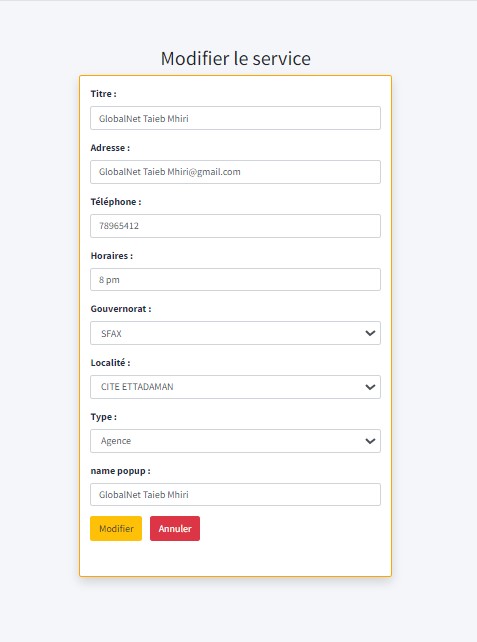 Modifier le service
Titre :
GlobalNet Taieb Mhiri
Adresse :
GlobalNet Taieb Mhiri@gmail.com
Téléphone :
78965412
Horaires :
8 pm
Gouvernorat :
SFAX
Localité :
CITE ETTADAMAN
Type :
Agence
name popup :
GlobalNet Taieb Mhiri
Modifier Annuler